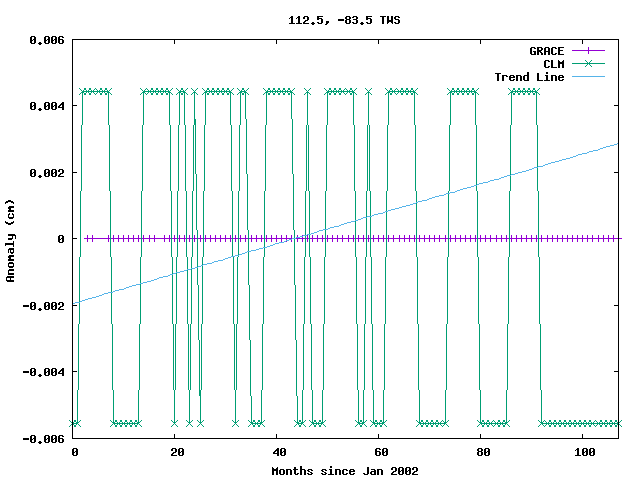 112.5, -83.5 TWS
GRACE
CLM
Trend Line
0.006
0.004
0.002
0
-0.002
-0.004
-0.006
Anomaly (cm)
0 20 40 60 80 100
Months since Jan 2002